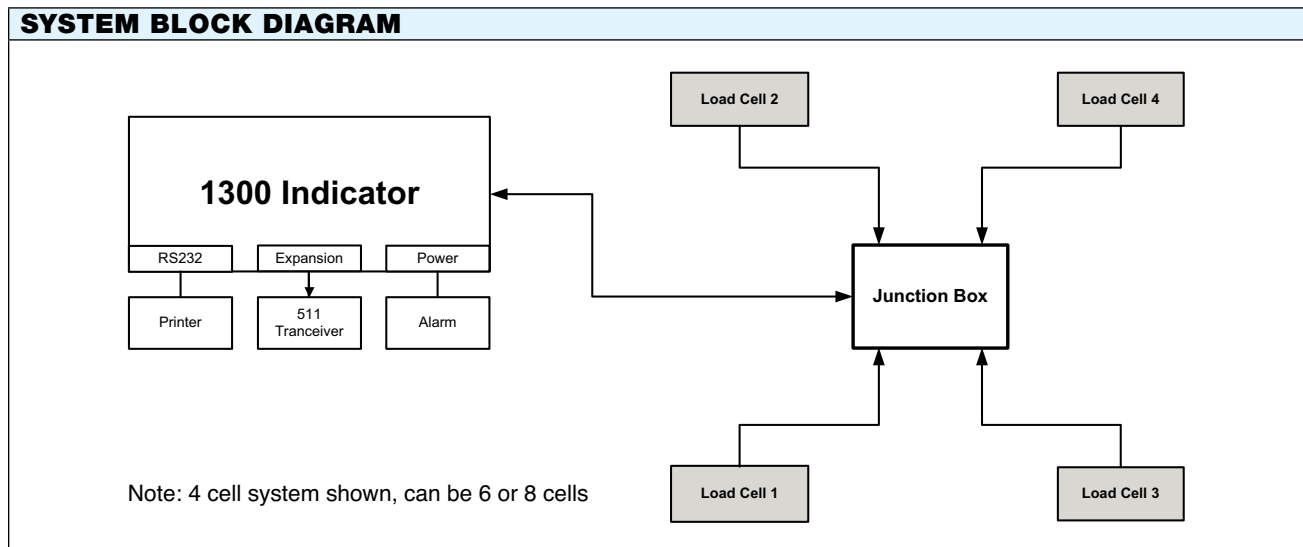 SYSTEM BLOCK DIAGRAM
Load Cell 2
Load Cell 4
1300 Indicator
RS232
Expansion
Power
Printer
511
Tranceiver
Alarm
Junction Box
Load Cell 1
Load Cell 3
Note: 4 cell system shown, can be 6 or 8 cells